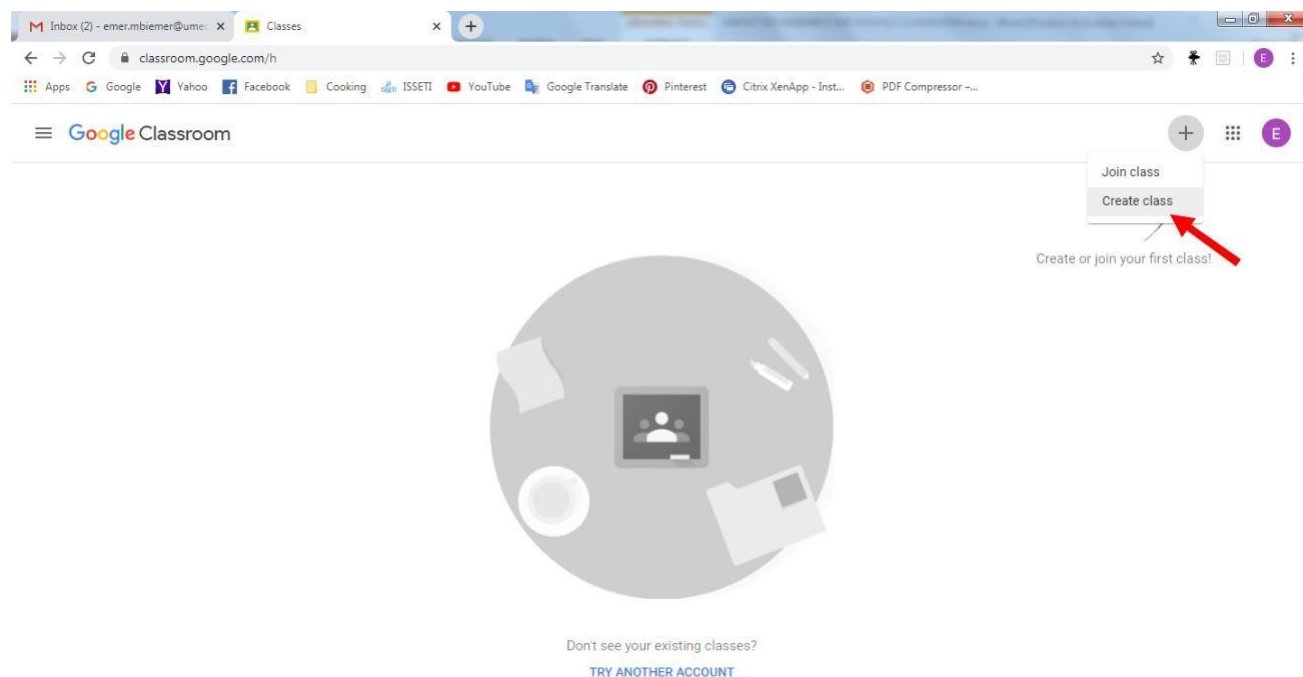 Inbox (2) - emer.mbiemer@umec
Classes
classroom.google.com/h
E
Apps
Google
Yahoo
Facebook
Cooking
ISSETI
YouTube
Google Translate
Pinterest
Citrix XenApp - Inst...
PDF Compressor –...
Google Classroom
E
Join class
Create class
Create or join your first class!
Don't see your existing classes?
TRY ANOTHER ACCOUNT